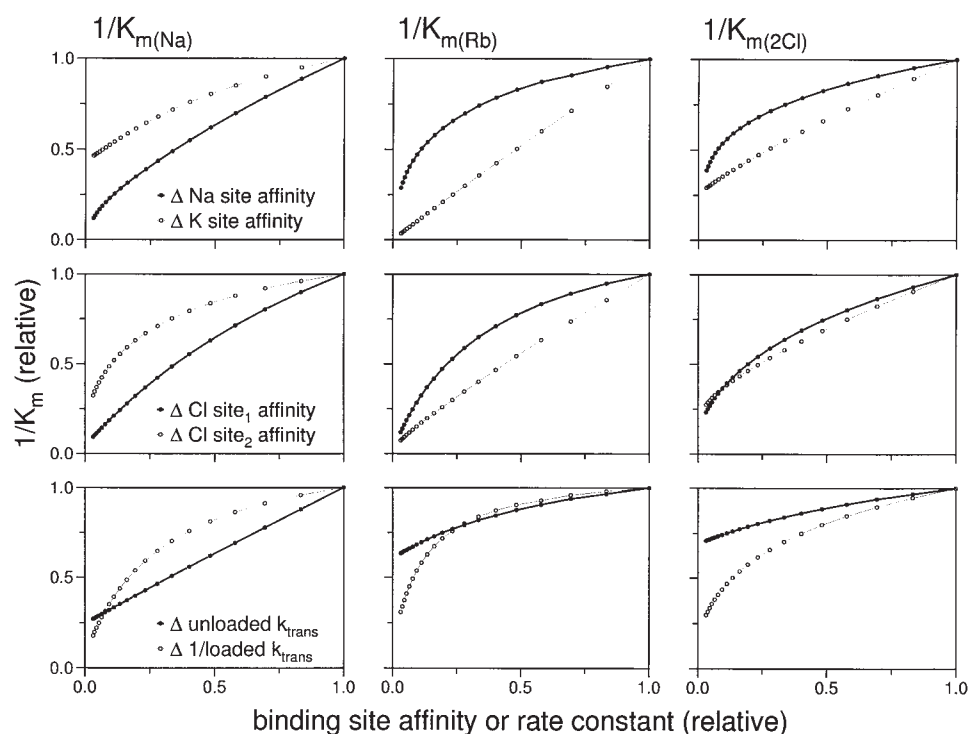 1/Km(Na)
1/Km(Rb)
1/Km(2Cl)
1.0
0.5
0.0
Δ Na site affinity
Δ K site affinity
1/Km (relative)
1.0
0.5
0.0
Δ Cl site1 affinity
Δ Cl site2 affinity
1.0
0.5
0.0
Δ unloaded ktrans
Δ 1/loaded ktrans
0.0 0.5 1.0
0.0 0.5 1.0
0.0 0.5 1.0
binding site affinity or rate constant (relative)